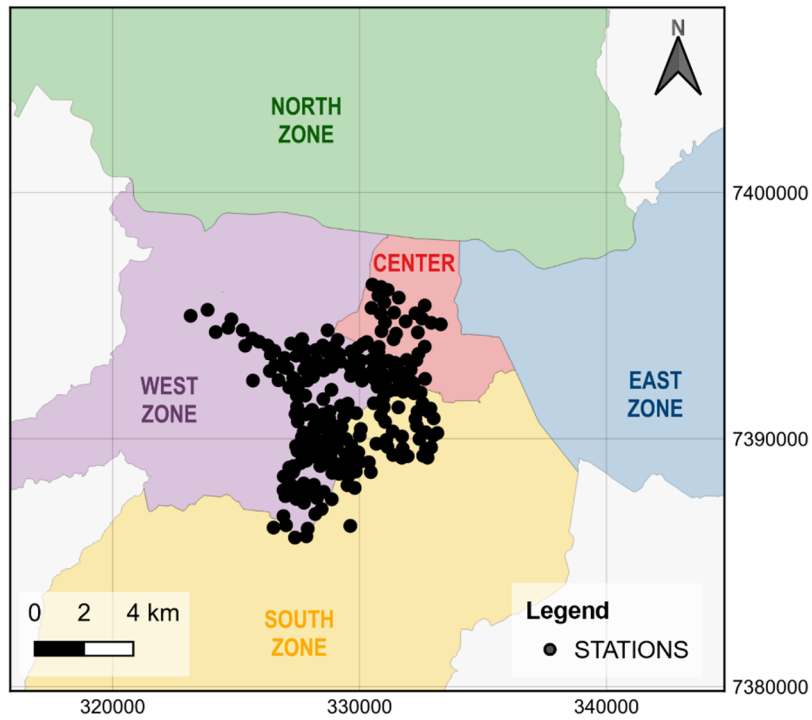 N
NORTH
ZONE
7400000
CENTER
WEST
ZONE
EAST
ZONE
7390000
0 2 4 km
SOUTH
ZONE
Legend
STATIONS
7380000
320000 330000 340000